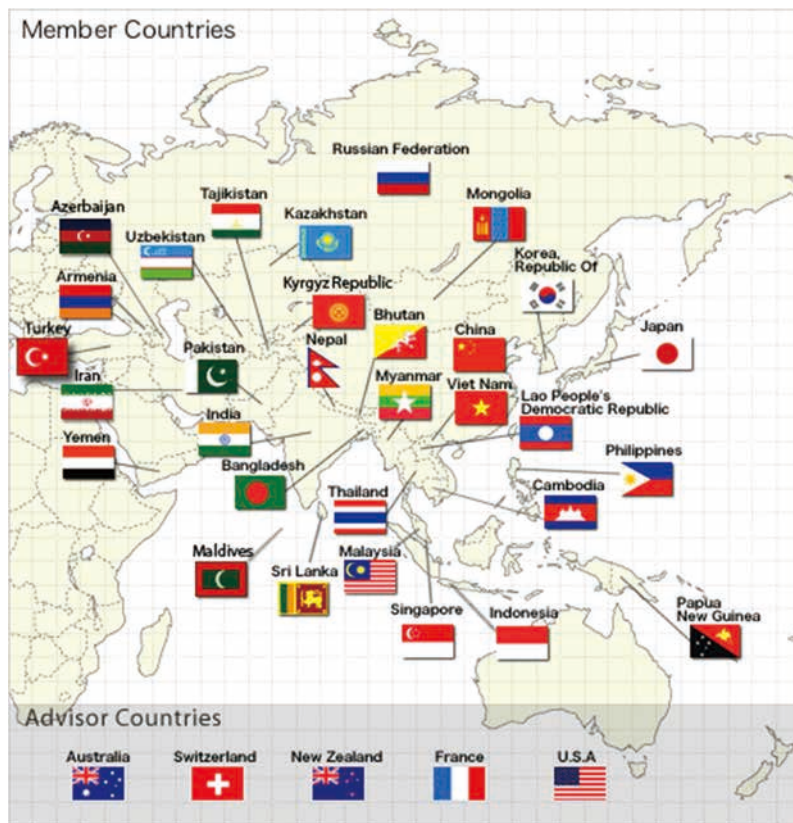 Member Countries
Russian Federation
Azerbaijan
Tajikistan
Mongolia
Kazakhstan
Uzbekistan
Korea,
Republic Of
Armenia
Kyrgyz Republic
Bhutan
China
Japan
Turkey
Pakistan
Nepal
Iran
Myanmar
Viet Nam
Lao People's
Democratic Republic
India
Yemen
Philippines
Bangladesh
Thailand
Cambodia
Maldives
Sri Lanka
Malaysia
Singapore
Indonesia
Papua
New Guinea
Advisor Countries
Australia
Switzerland
New Zealand
France
U.S.A